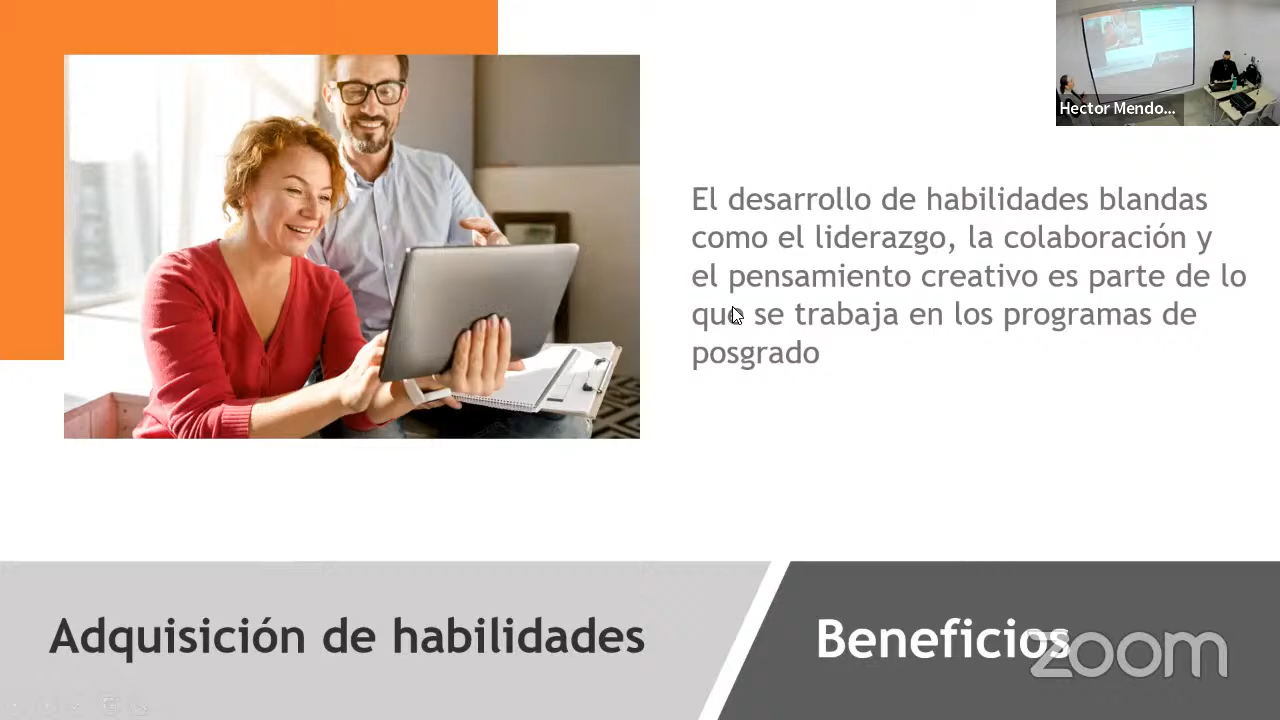 Hector Mendo...
El desarrollo de habilidades blandas
como el liderazgo, la colaboración y
el pensamiento creativo es parte de lo
que se trabaja en los programas de
posgrado
Adquisición de habilidades
Beneficios
zoom